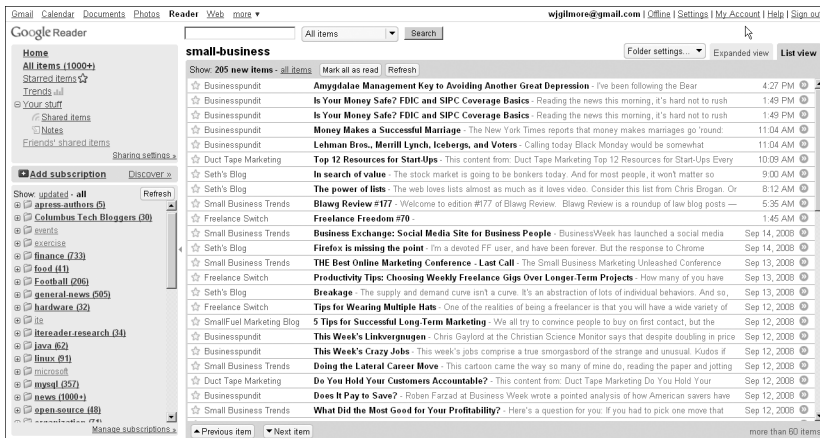 Gmail Calendar Documents Photos Reader Web more ▼ wjgilmore@gmail.com | Offline | Settings | My Account | Help | Sign out
Google Reader All items Search
small-business Folder settings... Expanded view List view
Show: 205 new items - all items Mark all as read Refresh
Home
All items (1000+)
Starred items
Trends
Your stuff
Shared items
Notes
Friends' shared items
Sharing settings »
Add subscription Discover »
Show: updated - all Refresh
apress-authors (5)
Columbus Tech Bloggers (30)
events
exercise
finance (733)
food (41)
Football (206)
general-news (505)
hardware (32)
ite
itereader-research (34)
java (62)
linux (91)
microsoft
mysql (357)
news (1000+)
open-source (48)
organization (71)
Manage subscriptions »
Businesspundit Amygdalae Management Key to Avoiding Another Great Depression - I've been following the Bear 4:27 PM
Businesspundit Is Your Money Safe? FDIC and SIPC Coverage Basics - Reading the news this morning, it's hard not to rush 1:49 PM
Businesspundit Is Your Money Safe? FDIC and SIPC Coverage Basics - Reading the news this morning, it's hard not to rush 1:49 PM
Businesspundit Money Makes a Successful Marriage - The New York Times reports that money makes marriages go 'round: 11:04 AM
Businesspundit Lehman Bros., Merrill Lynch, Icebergs, and Voters - Calling today Black Monday would be somewhat 11:04 AM
Duct Tape Marketing Top 12 Resources for Start-Ups - This content from: Duct Tape Marketing Top 12 Resources for Start-Ups Every 10:09 AM
Seth's Blog In search of value - The stock market is going to be bonkers today. And for most people, it won't matter so 9:00 AM
Seth's Blog The power of lists - The web loves lists almost as much as it loves video. Consider this list from Chris Brogan. Or 8:12 AM
Small Business Trends Blawg Review #177 - Welcome to edition #177 of Blawg Review. Blawg Review is a roundup of law blog posts — 5:35 AM
Freelance Switch Freelance Freedom #70 - 1:45 AM
Small Business Trends Business Exchange: Social Media Site for Business People - BusinessWeek has launched a social media Sep 14, 2008
Seth's Blog Firefox is missing the point - I'm a devoted FF user, and have been forever. But the response to Chrome Sep 14, 2008
Small Business Trends THE Best Online Marketing Conference - Last Call - The Small Business Marketing Unleashed Conference Sep 13, 2008
Freelance Switch Productivity Tips: Choosing Weekly Freelance Gigs Over Longer-Term Projects - How many of you have Sep 13, 2008
Seth's Blog Breakage - The supply and demand curve isn't a curve. It's an abstraction of lots of individual behaviors. And so, Sep 13, 2008
Freelance Switch Tips for Wearing Multiple Hats - One of the realities of being a freelancer is that you will have a wide variety of Sep 12, 2008
SmallFuel Marketing Blog 5 Tips for Successful Long-Term Marketing - We all try to convince people to buy on first contact, but the Sep 12, 2008
Businesspundit This Week's Linkvergnugen - Chris Gaylord at the Christian Science Monitor says that despite doubling in price Sep 12, 2008
Businesspundit This Week's Crazy Jobs - This week's jobs comprise a true smorgasbord of the strange and unusual. Kudos if Sep 12, 2008
Small Business Trends Doing the Lateral Career Move - This cartoon came the way so many of mine do, reading the paper and jotting Sep 12, 2008
Duct Tape Marketing Do You Hold Your Customers Accountable? - This content from: Duct Tape Marketing Do You Hold Your Sep 12, 2008
Businesspundit Does It Pay to Save? - Roban Farzad at Business Week wrote a pointed analysis of how American savers have Sep 12, 2008
Small Business Trends What Did the Most Good for Your Profitability? - Here's a question for you: If you had to pick one move that Sep 12, 2008
Previous item Next item more than 60 items